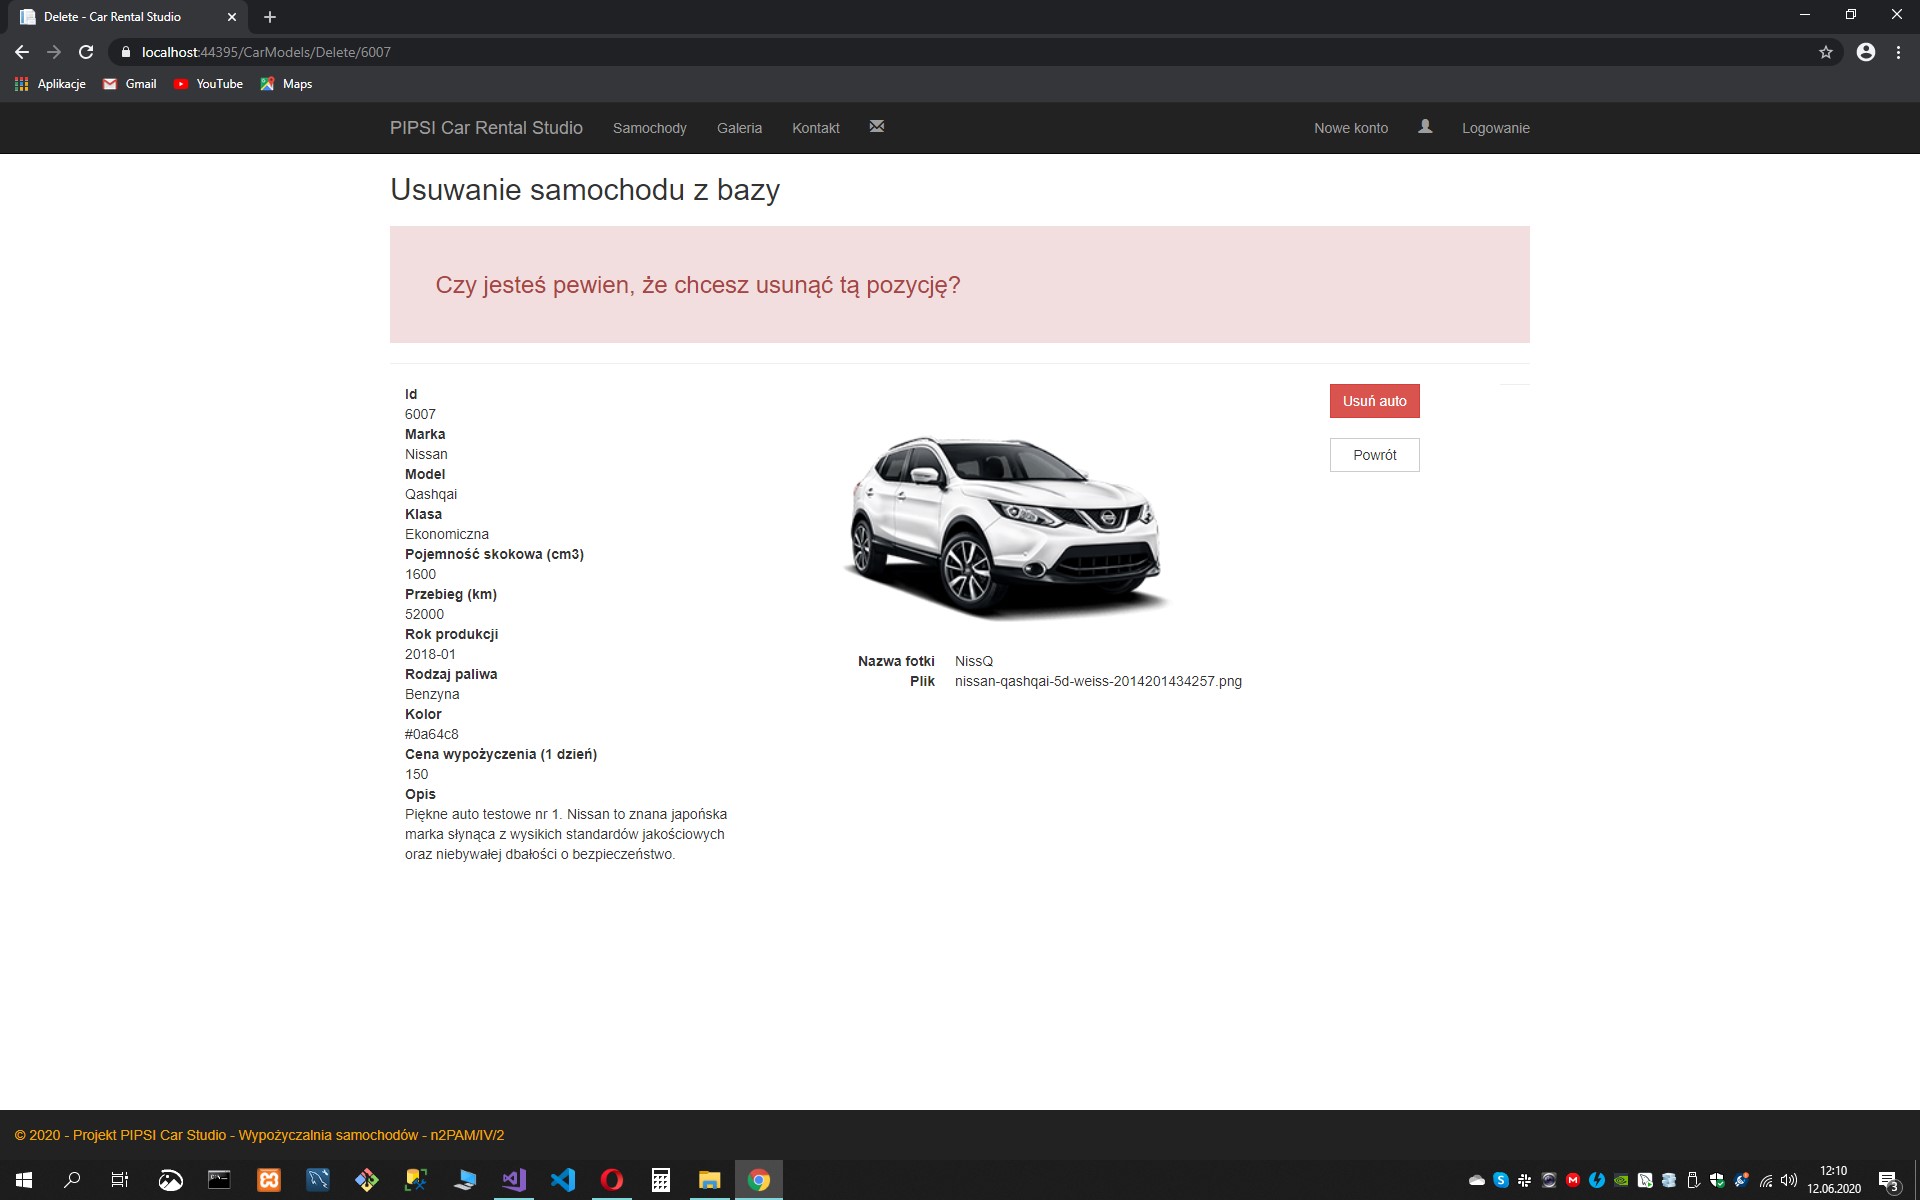 Delete - Car Rental Studio
localhost:44395/CarModels/Delete/6007
Aplikacje Gmail YouTube Maps
PIPSI Car Rental Studio Samochody Galeria Kontakt Nowe konto Logowanie
Usuwanie samochodu z bazy
Czy jesteś pewien, że chcesz usunąć tą pozycję?
Id
6007
Marka
Nissan
Model
Qashqai
Klasa
Ekonomiczna
Pojemność skokowa (cm3)
1600
Przebieg (km)
52000
Rok produkcji
2018-01
Rodzaj paliwa
Benzyna
Kolor
#0a64c8
Cena wypożyczenia (1 dzień)
150
Opis
Piękne auto testowe nr 1. Nissan to znana japońska
marka słynąca z wysikich standardów jakościowych
oraz niebywałej dbałości o bezpieczeństwo.
Nazwa fotki NissQ
Plik nissan-qashqai-5d-weiss-2014201434257.png
Usuń auto
Powrót
© 2020 - Projekt PIPSI Car Studio - Wypożyczalnia samochodów - n2PAM/IV/2
12:10
12.06.2020
3